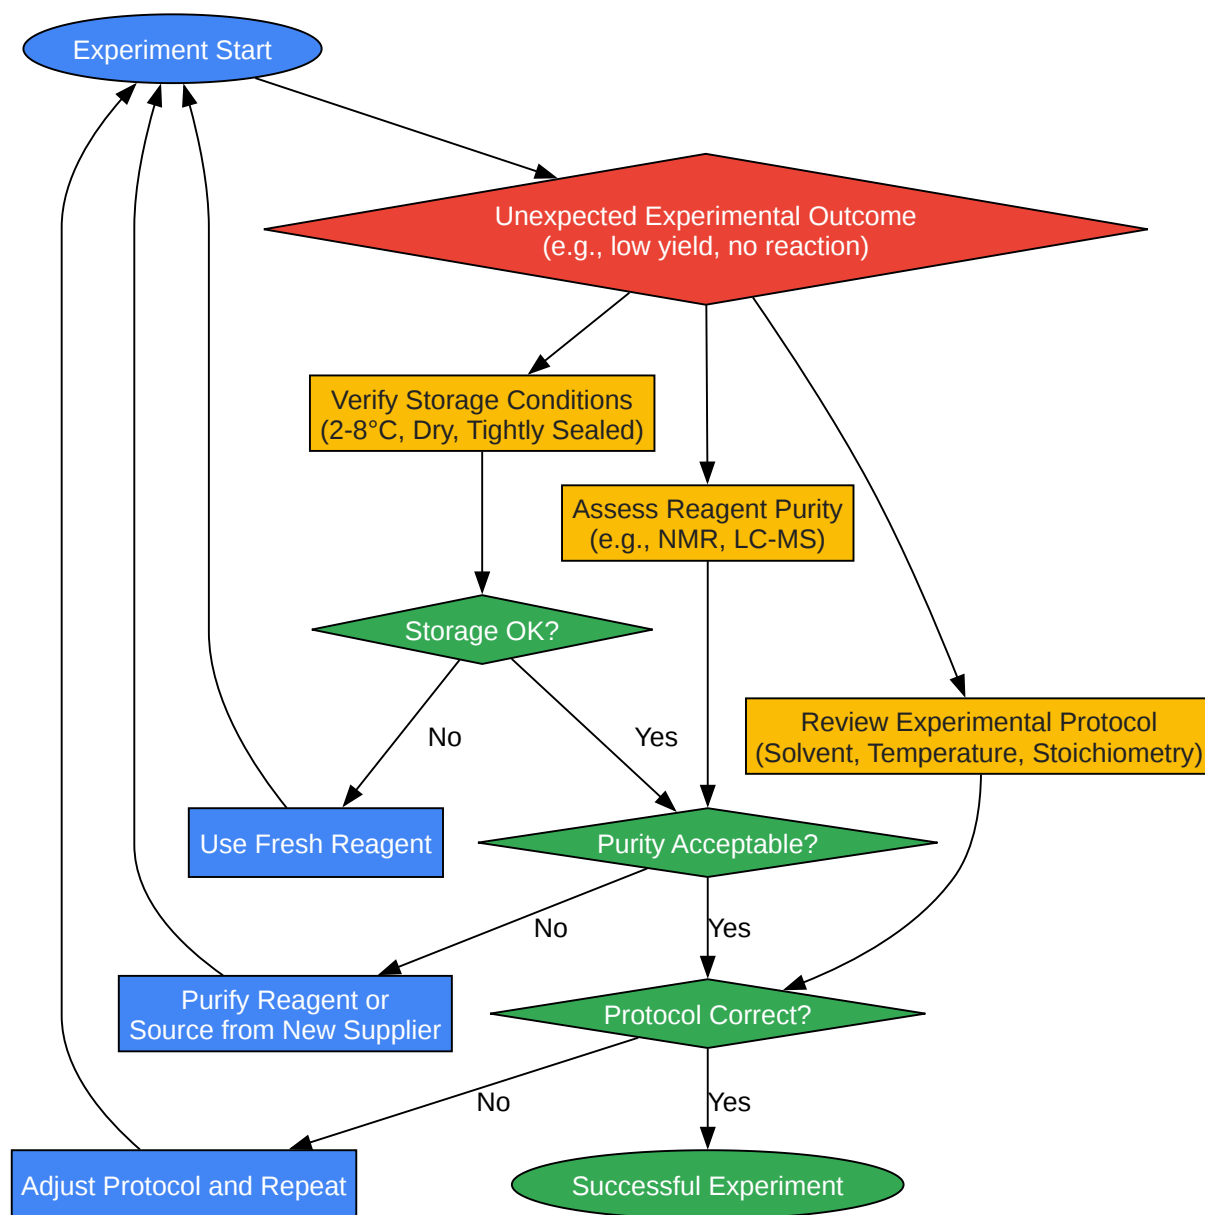 Experiment Start
Unexpected Experimental Outcome
(e.g., low yield, no reaction)
Verify Storage Conditions
(2-8°C, Dry, Tightly Sealed)
Assess Reagent Purity
(e.g., NMR, LC-MS)
Storage OK?
Review Experimental Protocol
(Solvent, Temperature, Stoichiometry)
No
Yes
Use Fresh Reagent
Purity Acceptable?
No
Yes
Purify Reagent or
Source from New Supplier
Protocol Correct?
No
Yes
Adjust Protocol and Repeat
Successful Experiment